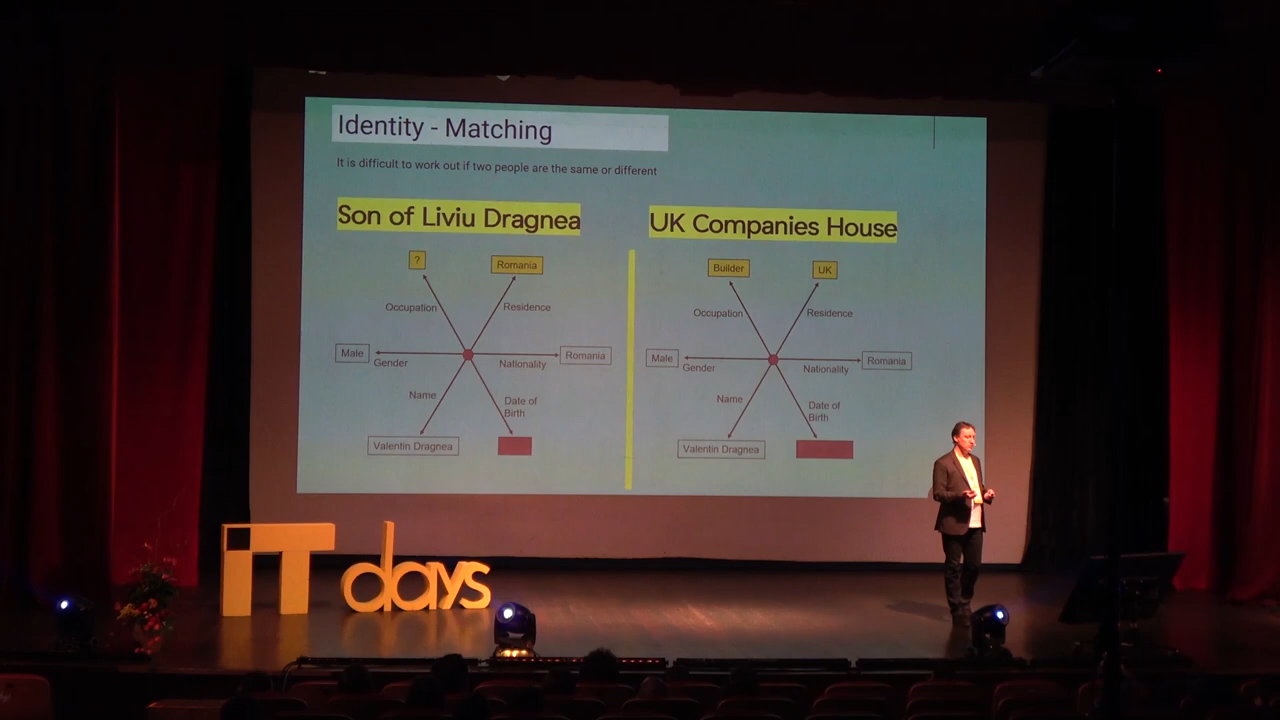 Identity - Matching
It is difficult to work out if two people are the same or different
Son of Liviu Dragnea
UK Companies House
?
Romania
Occupation
Residence
Male
Gender
Nationality
Romania
Name
Date of
Birth
Valentin Dragnea
Builder
UK
Occupation
Residence
Male
Gender
Nationality
Romania
Name
Date of
Birth
Valentin Dragnea
IT days